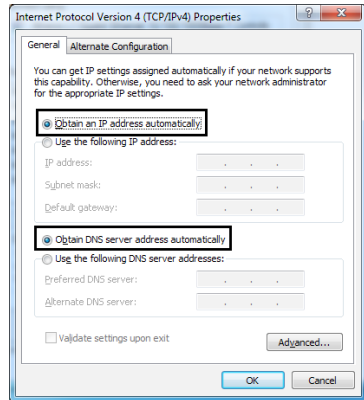 Internet Protocol Version 4 (TCP/IPv4) Properties
General
Alternate Configuration
You can get IP settings assigned automatically if your network supports
this capability. Otherwise, you need to ask your network administrator
for the appropriate IP settings.
Obtain an IP address automatically
Use the following IP address:
IP address:
Subnet mask:
Default gateway:
Obtain DNS server address automatically
Use the following DNS server addresses:
Preferred DNS server:
Alternate DNS server:
Validate settings upon exit
Advanced...
OK
Cancel